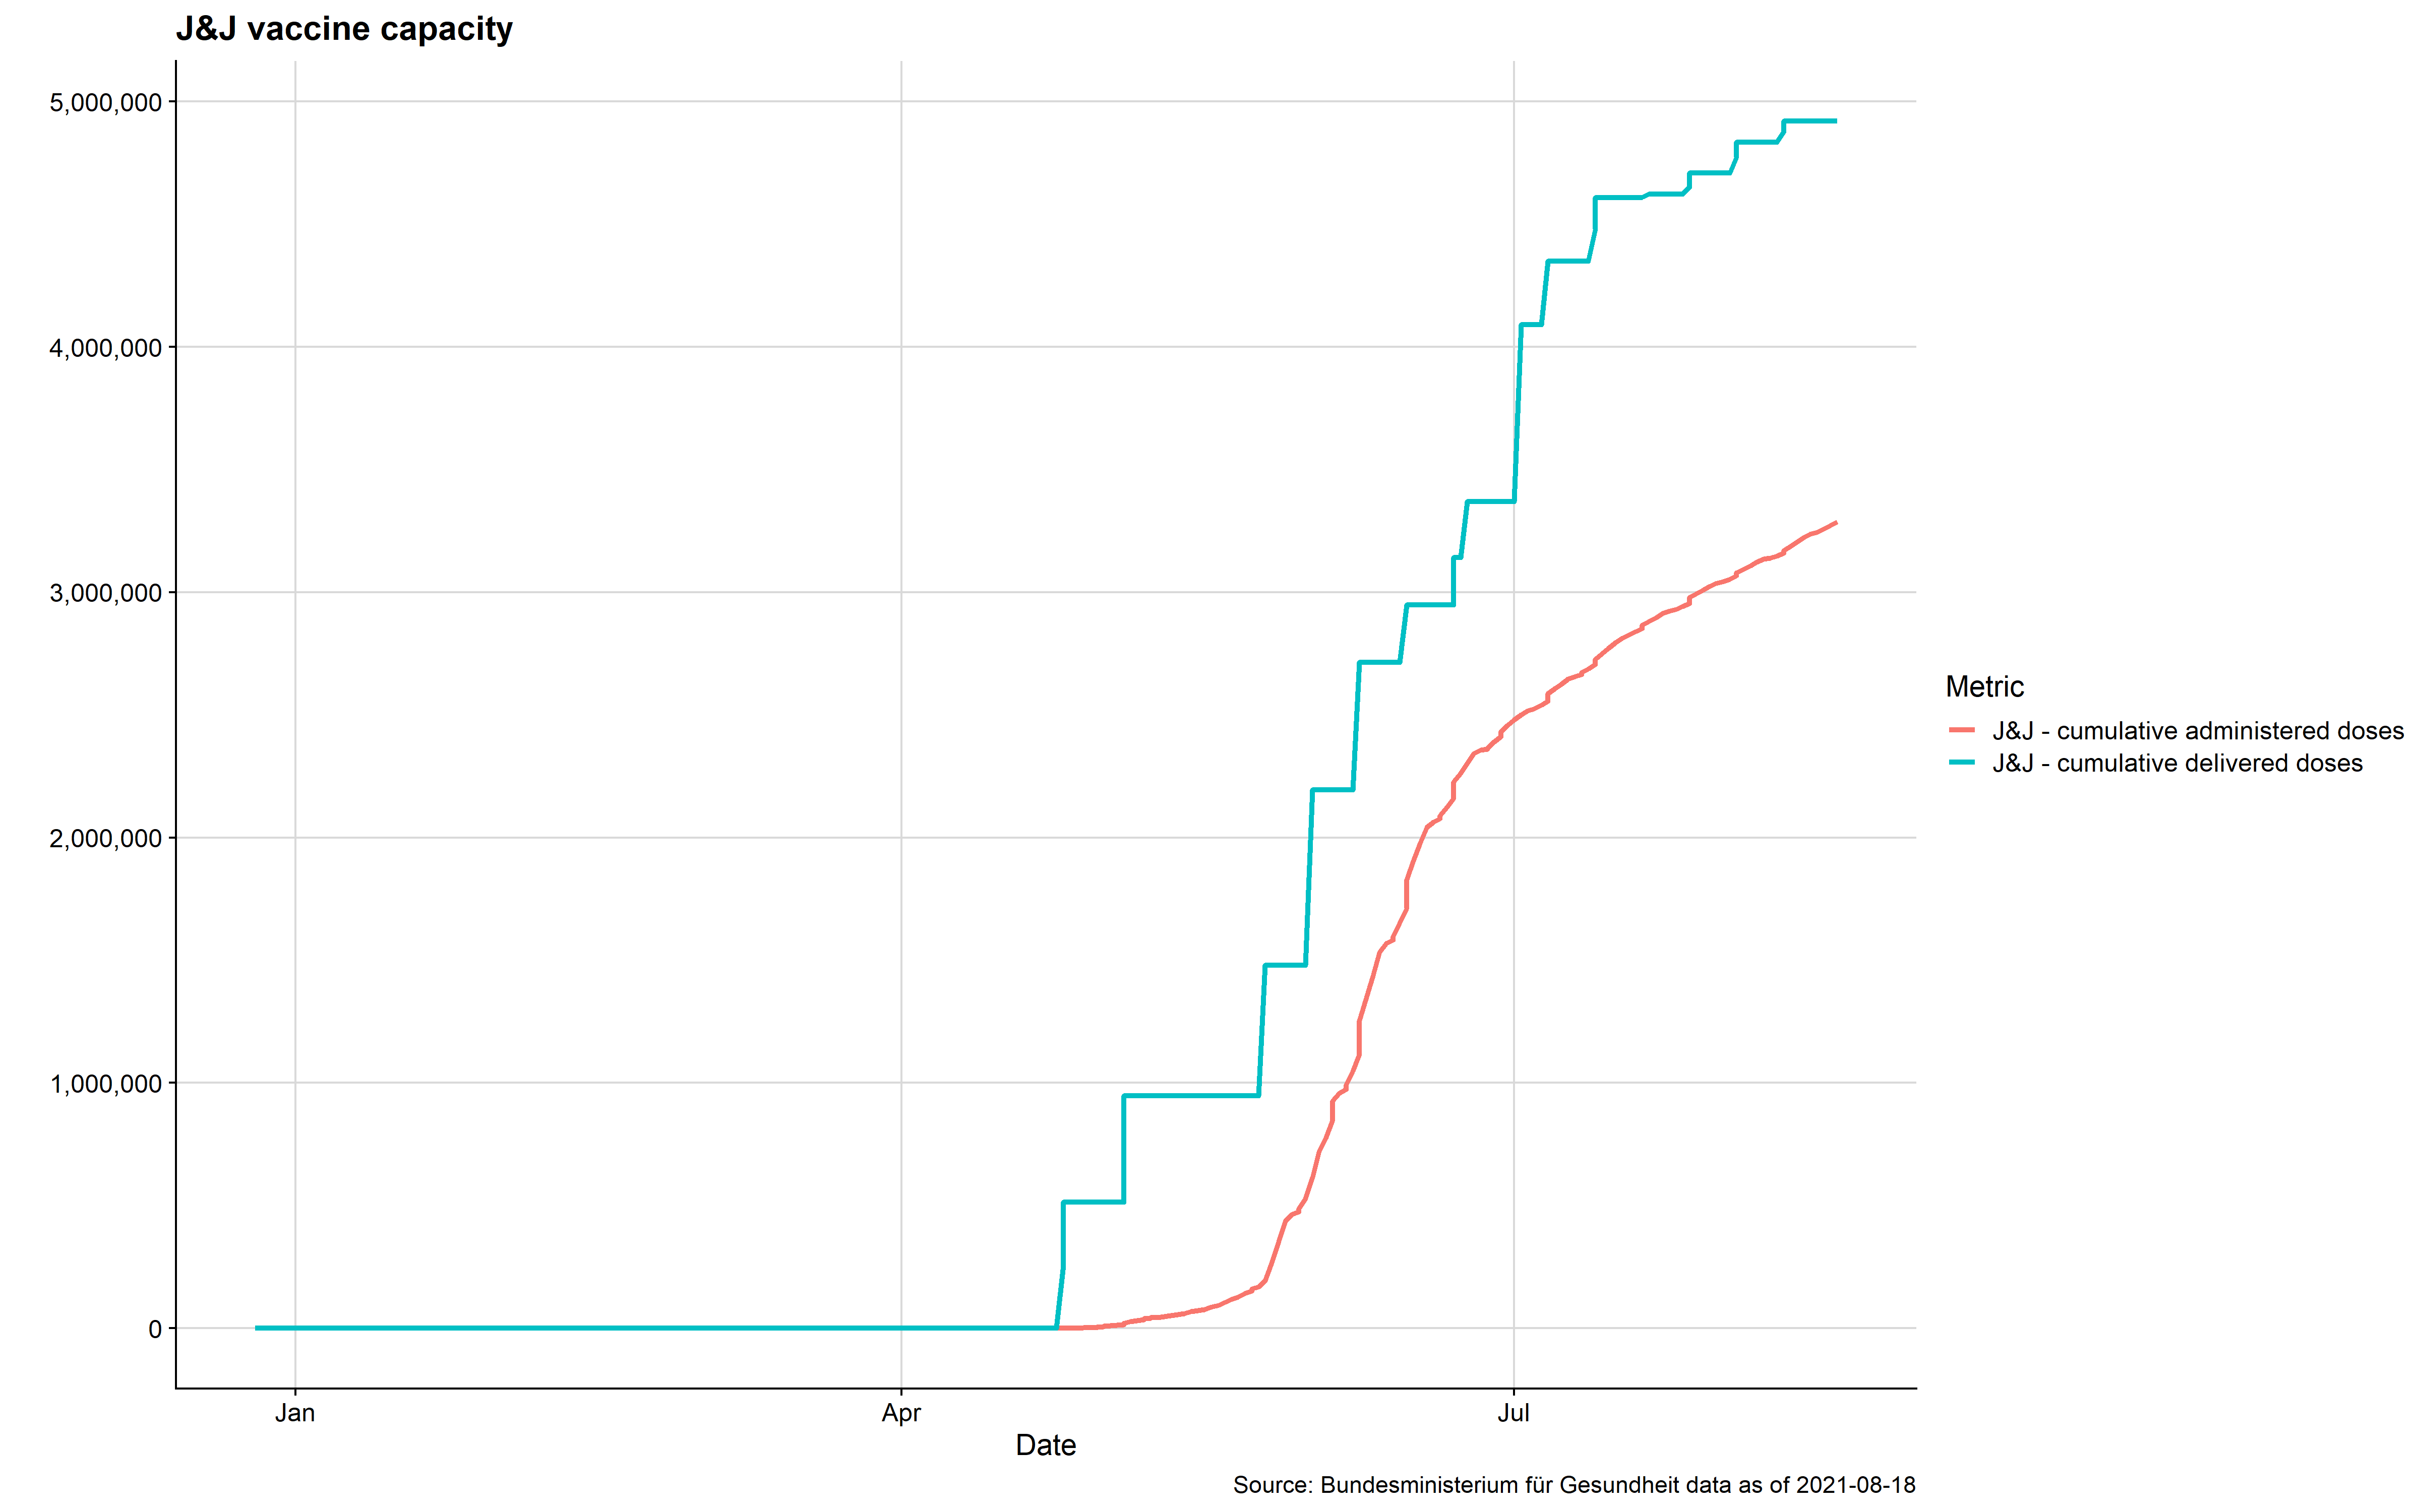 J&J vaccine capacity
5,000,000
4,000,000
3,000,000
2,000,000
1,000,000
0
Jan Apr Jul
Date
Metric
J&J - cumulative administered doses
J&J - cumulative delivered doses
Source: Bundesministerium für Gesundheit data as of 2021-08-18